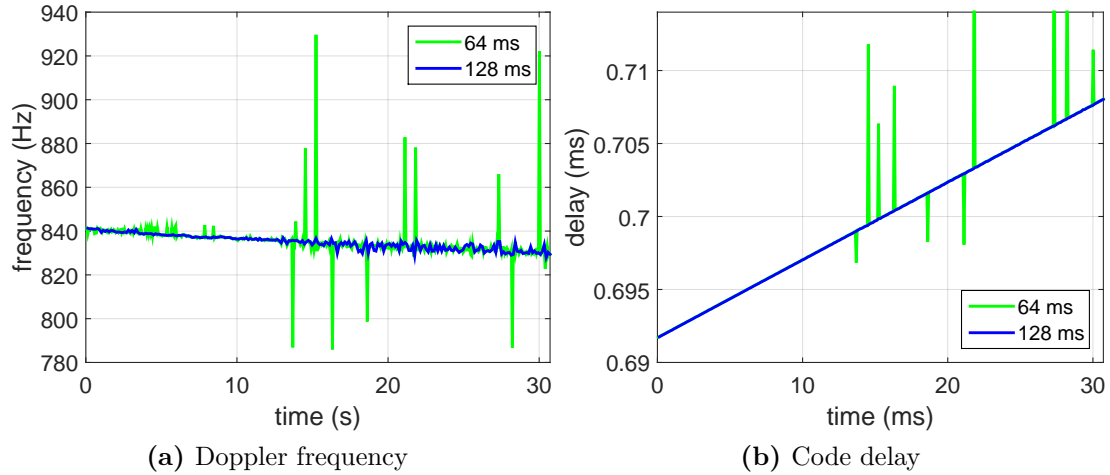 940
920
900
880
860
840
820
800
780
frequency (Hz)
64 ms
128 ms
0
10
20
30
time (s)
(a) Doppler frequency
0.71
0.705
0.7
0.695
0.69
delay (ms)
64 ms
128 ms
0
10
20
30
time (ms)
(b) Code delay